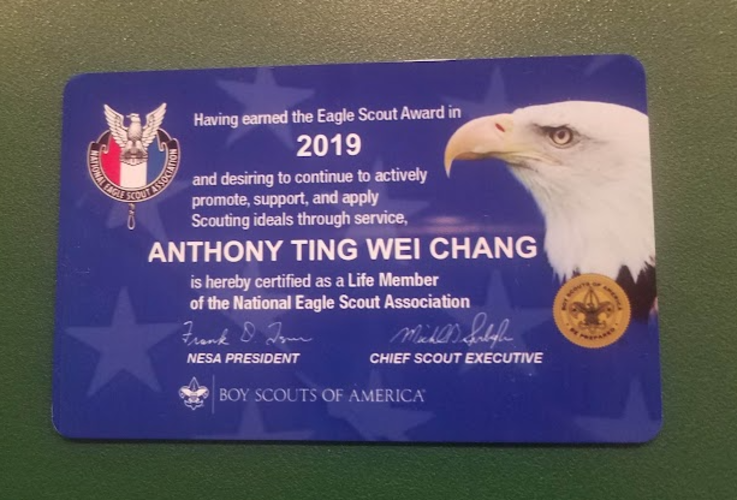 Having earned the Eagle Scout Award in
2019
NATIONAL EAGLE SCOUT ASSOCIATION
and desiring to continue to actively
promote, support, and apply
Scouting ideals through service,
ANTHONY TING WEI CHANG
is hereby certified as a Life Member
of the National Eagle Scout Association
BOY SCOUTS OF AMERICA
BE PREPARED
Frank D.
NESA PRESIDENT
CHIEF SCOUT EXECUTIVE
BOY SCOUTS OF AMERICA®